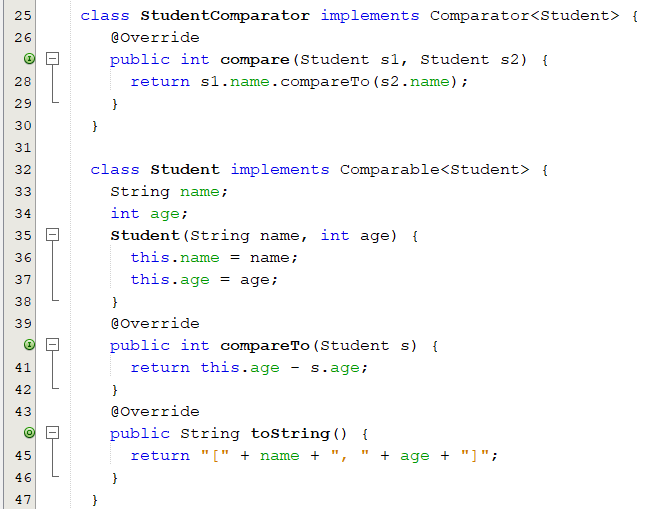 25 class StudentComparator implements Comparator<Student> {
26 @Override
public int compare(Student s1, Student s2) {
28 return s1.name.compareTo(s2.name);
29 }
30 }
31
32 class Student implements Comparable<Student> {
33 String name;
34 int age;
35 Student(String name, int age) {
36 this.name = name;
37 this.age = age;
38 }
39 @Override
public int compareTo(Student s) {
41 return this.age - s.age;
42 }
43 @Override
public String toString() {
45 return "[" + name + ", " + age + "]";
46 }
47 }